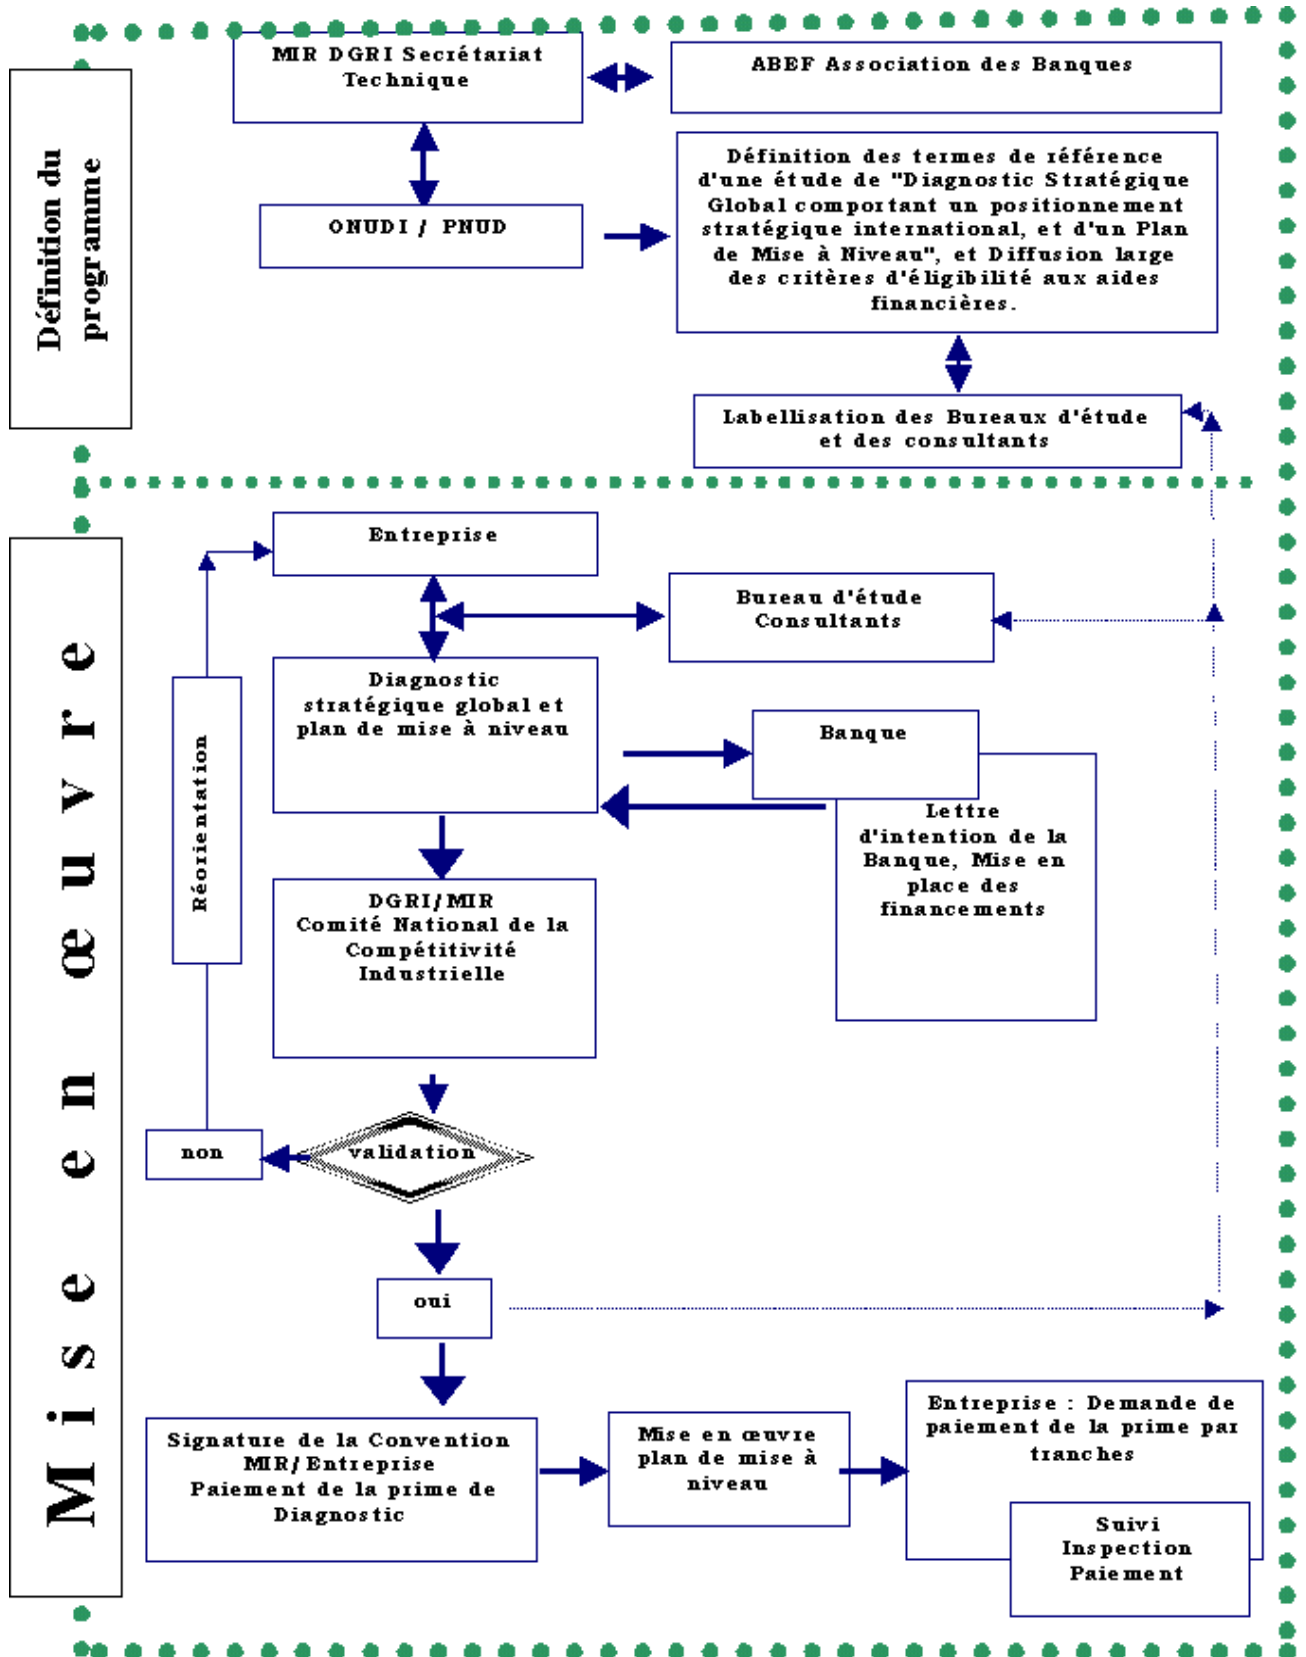 MIR DGRI Secrétariat
Technique
ABEF Association des Banques
Définition du
programme
ONUDI / PNUD
Définition des termes de référence
d'une étude de "Diagnostic Stratégique
Global comportant un positionnement
stratégique international, et d'un Plan
de Mise à Niveau", et Diffusion large
des critères d'éligibilité aux aides
financières.
Labellisation des Bureaux d'étude
et des consultants
Mise en œuvre
Entreprise
Bureau d'étude
Consultants
Diagnostic
stratégique global et
plan de mise à niveau
Banque
Lettre
d'intention de la
Banque, Mise en
place des
financements
Réorientation
DGRI/MIR
Comité National de la
Compétitivité
Industrielle
non
validation
oui
Signature de la Convention
MIR/Entreprise
Paiement de la prime de
Diagnostic
Mise en œuvre
plan de mise à
niveau
Entreprise : Demande de
paiement de la prime par
tranches
Suivi
Inspection
Paiement